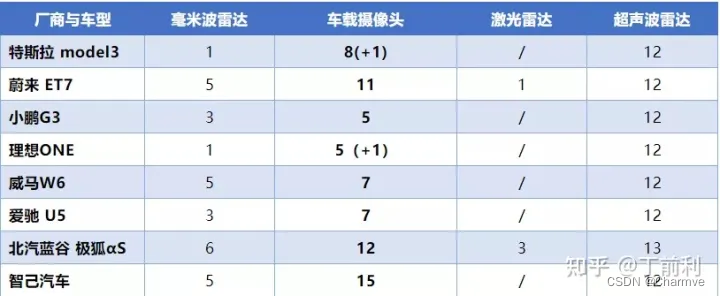 厂商与车型 毫米波雷达 车载摄像头 激光雷达 超声波雷达
特斯拉 model3 1 8(+1) / 12
蔚来 ET7 5 11 1 12
小鹏G3 3 5 / 12
理想ONE 1 5（+1） / 12
威马W6 5 7 / 12
爱驰 U5 3 7 / 12
北汽蓝谷 极狐αS 6 12 3 13
智己汽车 5 15 / 12
知乎 @丁前利
CSDN @Charmve